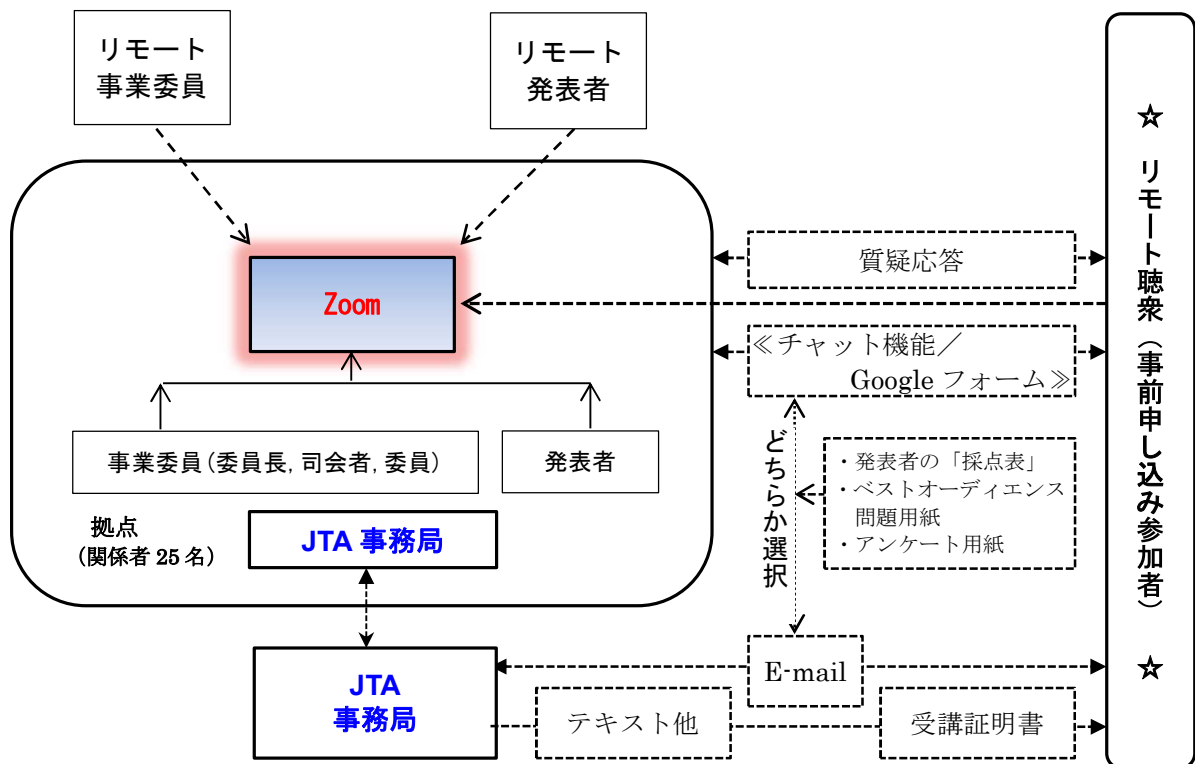 リモート
事業委員
リモート
発表者
Zoom
事業委員(委員長, 司会者, 委員)
発表者
拠点
(関係者 25 名)
JTA 事務局
JTA
事務局
質疑応答
≪チャット機能／
Google フォーム≫
どちらか選択
・発表者の「採点表」
・ベストオーディエンス
問題用紙
・アンケート用紙
E-mail
テキスト他
受講証明書
☆ リモート聴衆(事前申し込み参加者) ☆